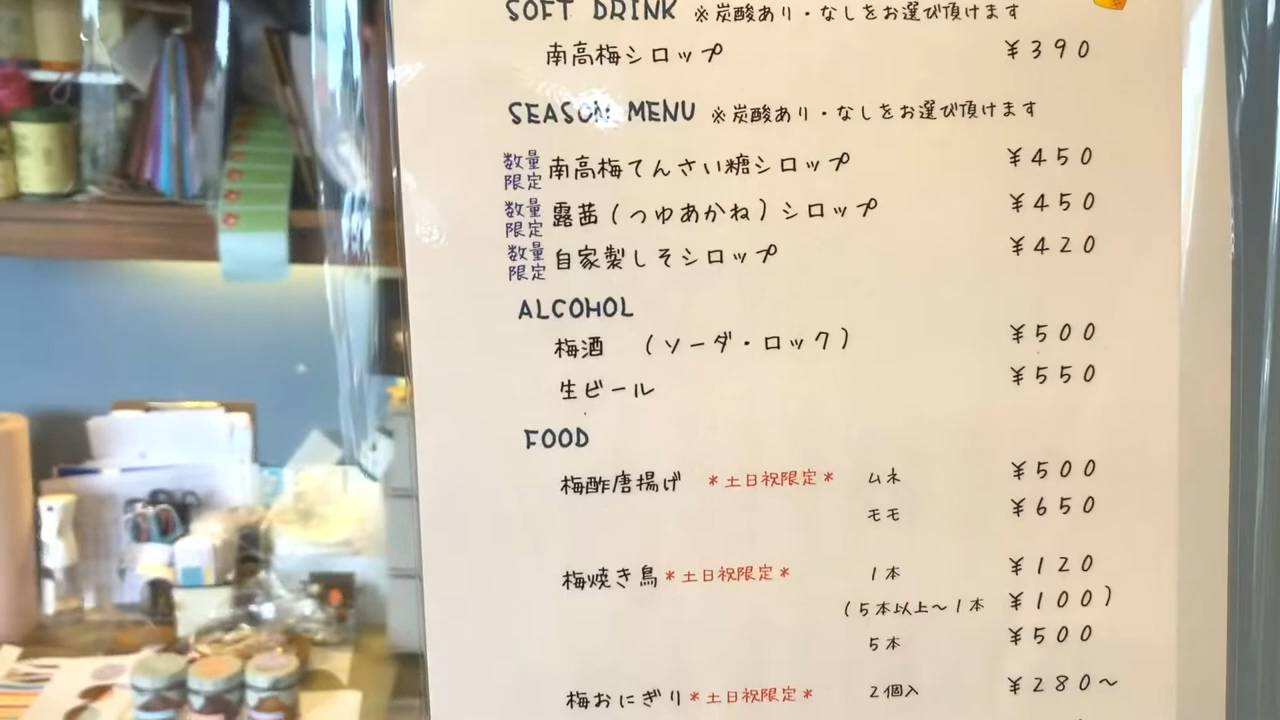 SOFT DRINK ※炭酸あり・なしをお選び頂けます
南高梅シロップ ¥390
SEASON MENU ※炭酸あり・なしをお選び頂けます
数量限定 南高梅てんさい糖シロップ ¥450
数量限定 露茜(つゆあかね)シロップ ¥450
数量限定 自家製しそシロップ ¥420
ALCOHOL
梅酒 (ソーダ・ロック) ¥500
生ビール ¥550
FOOD
梅酢唐揚げ *土日祝限定* ムネ ¥500
モモ ¥650
梅焼き鳥*土日祝限定* 1本 ¥120
(5本以上~1本 ¥100)
5本 ¥500
梅おにぎり*土日祝限定* 2個入 ¥280~